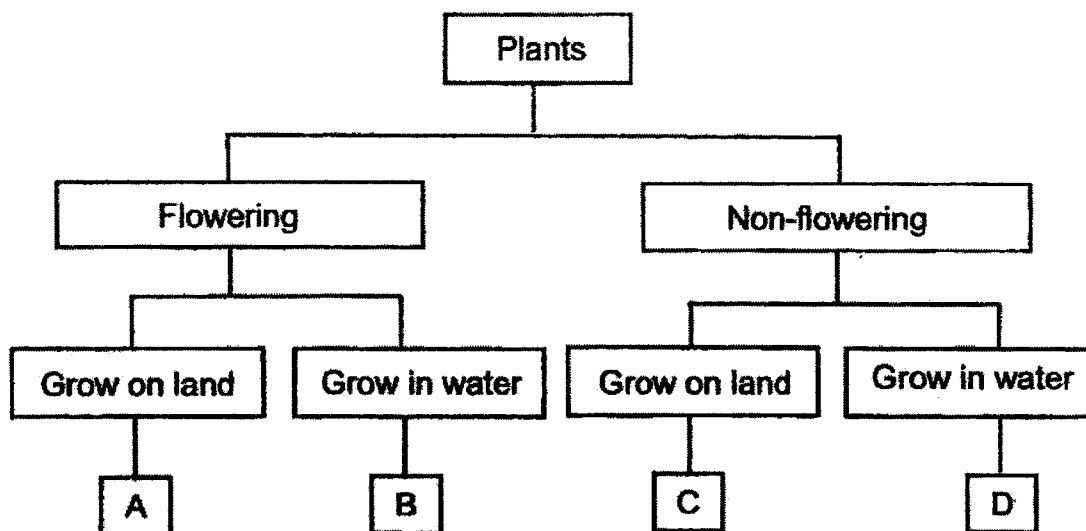 Plants
Flowering
Non-flowering
Grow on land
Grow in water
Grow on land
Grow in water
A
B
C
D